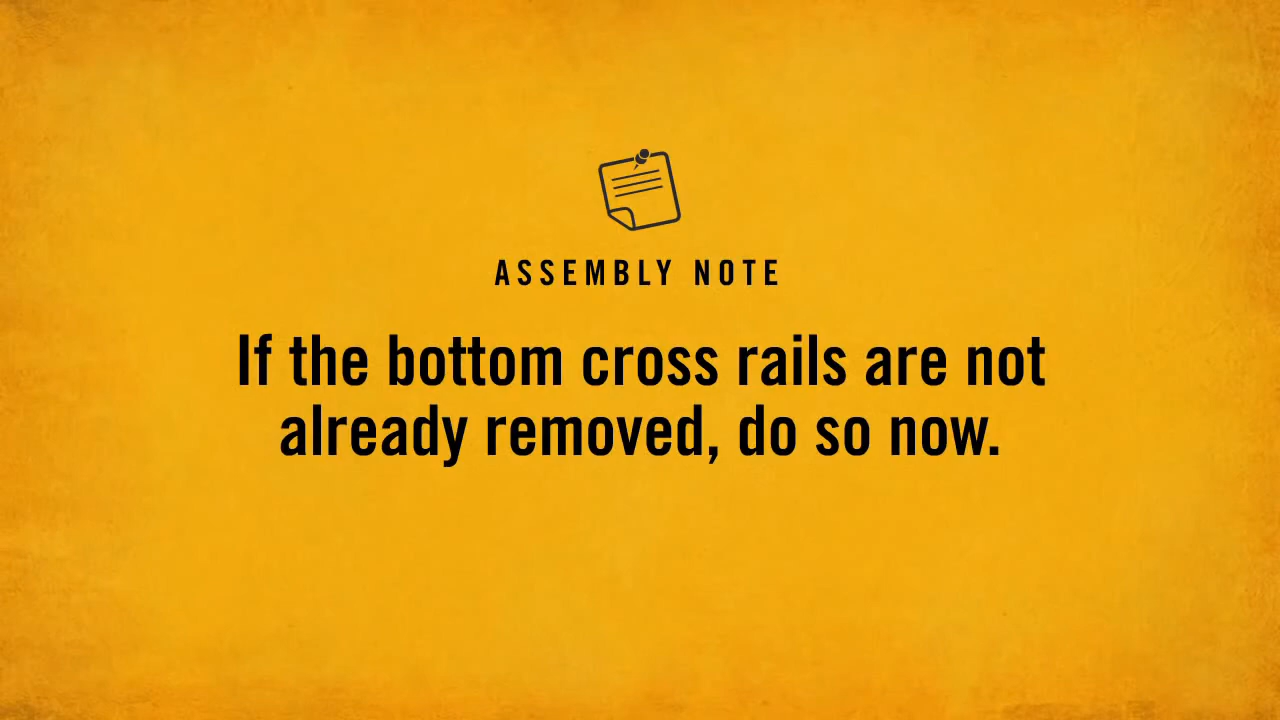 ASSEMBLY NOTE
If the bottom cross rails are not
already removed, do so now.